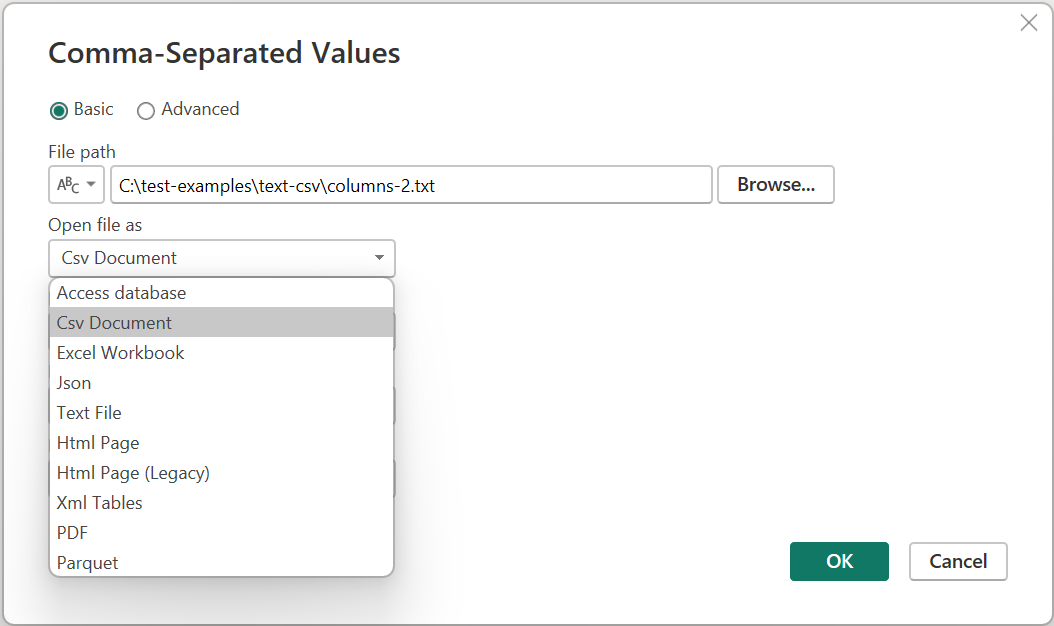 Comma-Separated Values
Basic Advanced
File path
ABC C:\test-examples\text-csv\columns-2.txt Browse...
Open file as
Csv Document
Access database
Csv Document
Excel Workbook
Json
Text File
Html Page
Html Page (Legacy)
Xml Tables
PDF
Parquet
OK Cancel